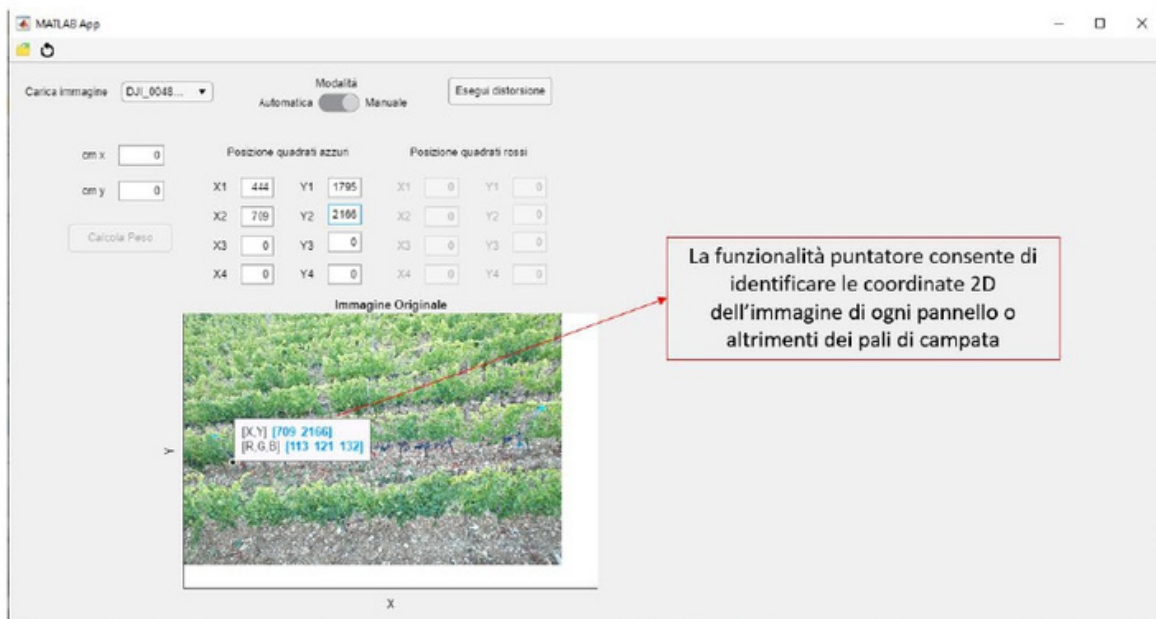 MATLAB App
Carica immagine DJI_0048...
Modalità
Automatica Manuale
Esegui distorsione
cm x 0
cm y 0
Calcola Peso
Posizione quadrati azzuri Posizione quadrati rossi
X1 444 Y1 1795 X1 0 Y1 0
X2 709 Y2 2166 X2 0 Y2 0
X3 0 Y3 0 X3 0 Y3 0
X4 0 Y4 0 X4 0 Y4 0
Immagine Originale
[X,Y] [709 2166]
[R,G,B] [113 121 132]
Y
X
La funzionalità puntatore consente di
identificare le coordinate 2D
dell'immagine di ogni pannello o
altrimenti dei pali di campata